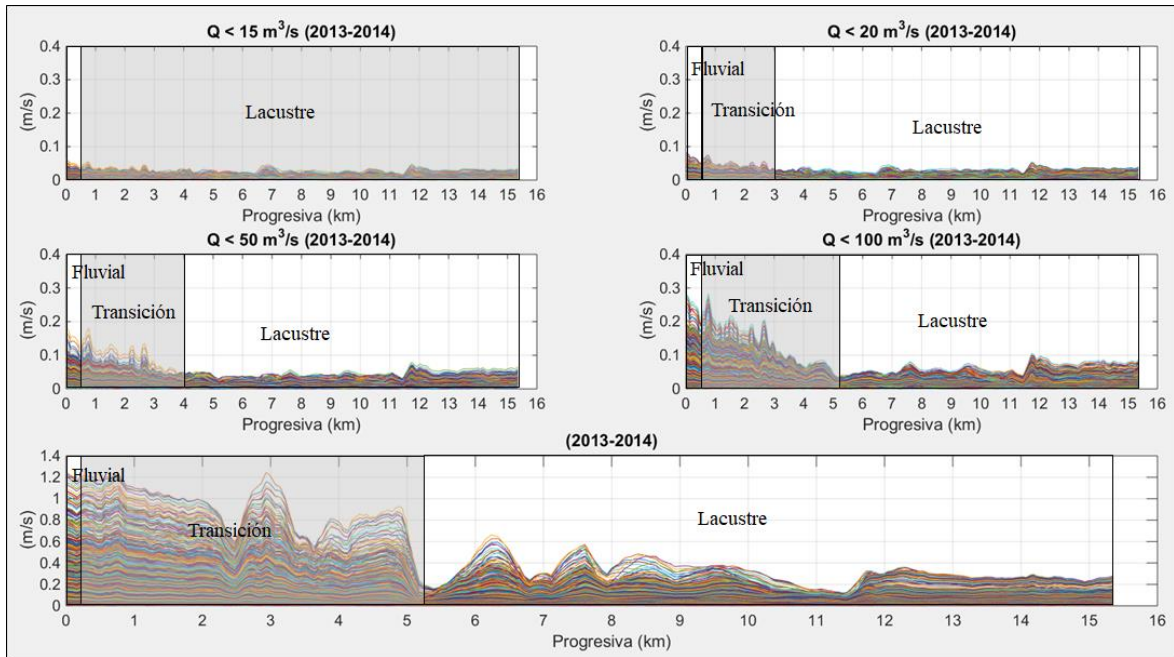 Q < 15 m³/s (2013-2014)
0.4
0.3
0.2
0.1
0
(m/s)
Lacustre
0 1 2 3 4 5 6 7 8 9 10 11 12 13 14 15 16
Progresiva (km)
Q < 20 m³/s (2013-2014)
0.4
0.3
0.2
0.1
0
(m/s)
Fluvial
Transición
Lacustre
0 1 2 3 4 5 6 7 8 9 10 11 12 13 14 15 16
Progresiva (km)
Q < 50 m³/s (2013-2014)
0.4
0.3
0.2
0.1
0
(m/s)
Fluvial
Transición
Lacustre
0 1 2 3 4 5 6 7 8 9 10 11 12 13 14 15 16
Progresiva (km)
Q < 100 m³/s (2013-2014)
0.4
0.3
0.2
0.1
0
(m/s)
Fluvial
Transición
Lacustre
0 1 2 3 4 5 6 7 8 9 10 11 12 13 14 15 16
Progresiva (km)
(2013-2014)
1.4
1.2
1
0.8
0.6
0.4
0.2
0
(m/s)
Fluvial
Transición
Lacustre
0 1 2 3 4 5 6 7 8 9 10 11 12 13 14 15 16
Progresiva (km)